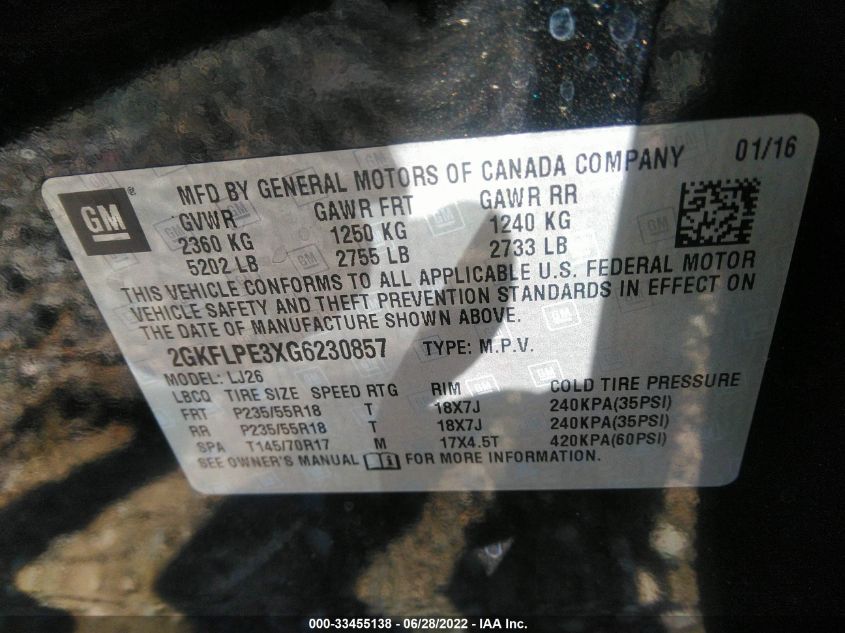 MFD BY GENERAL MOTORS OF CANADA COMPANY 01/16
GM ®
GVWR GAWR FRT GAWR RR
2360 KG 1250 KG 1240 KG
5202 LB 2755 LB 2733 LB
THIS VEHICLE CONFORMS TO ALL APPLICABLE U.S. FEDERAL MOTOR
VEHICLE SAFETY AND THEFT PREVENTION STANDARDS IN EFFECT ON
THE DATE OF MANUFACTURE SHOWN ABOVE.
2GKFLPE3XG6230857 TYPE: M.P.V.
MODEL: LJ26
LBCQ TIRE SIZE SPEED RTG RIM COLD TIRE PRESSURE
FRT P235/55R18 T 18X7J 240KPA(35PSI)
RR P235/55R18 T 18X7J 240KPA(35PSI)
SPA T145/70R17 M 17X4.5T 420KPA(60PSI)
SEE OWNER'S MANUAL FOR MORE INFORMATION.
000-33455138 - 06/28/2022 - IAA Inc.